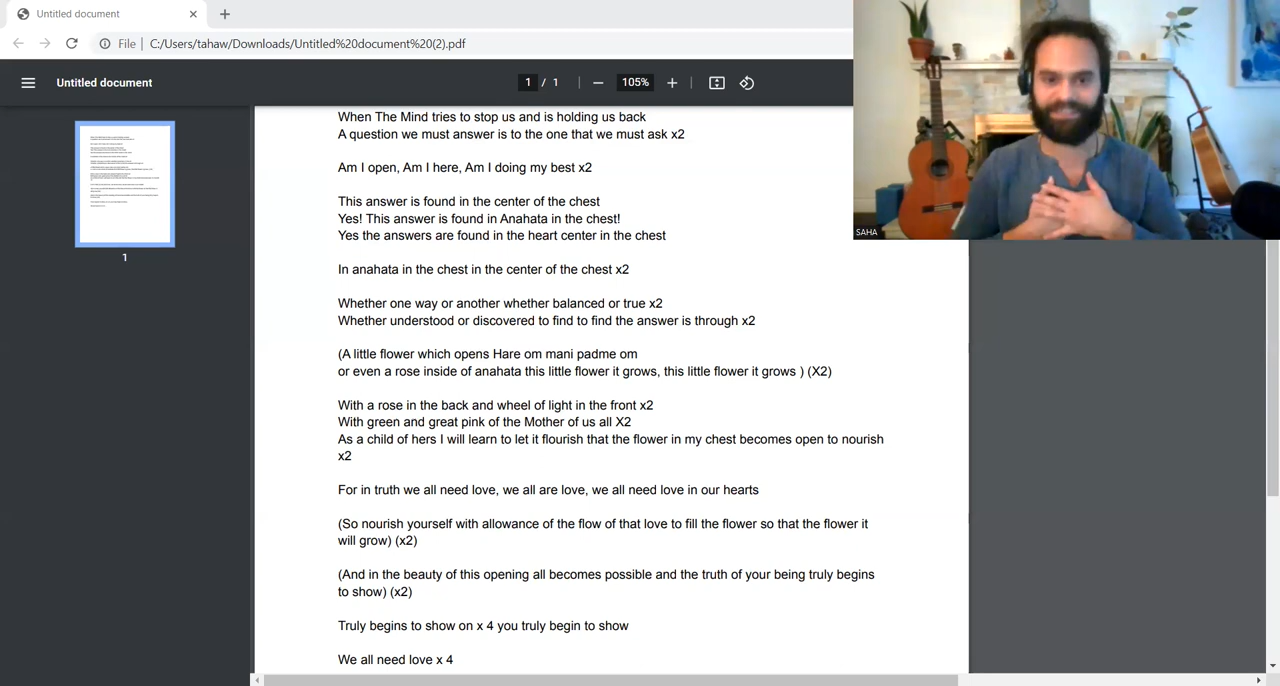 Untitled document
File
C:/Users/tahaw/Downloads/Untitled%20document%20(2).pdf
Untitled document
1 / 1
105%
1
When The Mind tries to stop us and is holding us back
A question we must answer is to the one that we must ask x2
Am I open, Am I here, Am I doing my best x2
This answer is found in the center of the chest
Yes! This answer is found in Anahata in the chest!
Yes the answers are found in the heart center in the chest
In anahata in the chest in the center of the chest x2
Whether one way or another whether balanced or true x2
Whether understood or discovered to find to find the answer is through x2
(A little flower which opens Hare om mani padme om
or even a rose inside of anahata this little flower it grows, this little flower it grows ) (X2)
With a rose in the back and wheel of light in the front x2
With green and great pink of the Mother of us all X2
As a child of hers I will learn to let it flourish that the flower in my chest becomes open to nourish
x2
For in truth we all need love, we all are love, we all need love in our hearts
(So nourish yourself with allowance of the flow of that love to fill the flower so that the flower it
will grow) (x2)
(And in the beauty of this opening all becomes possible and the truth of your being truly begins
to show) (x2)
Truly begins to show on x 4 you truly begin to show
We all need love x 4
SAHA